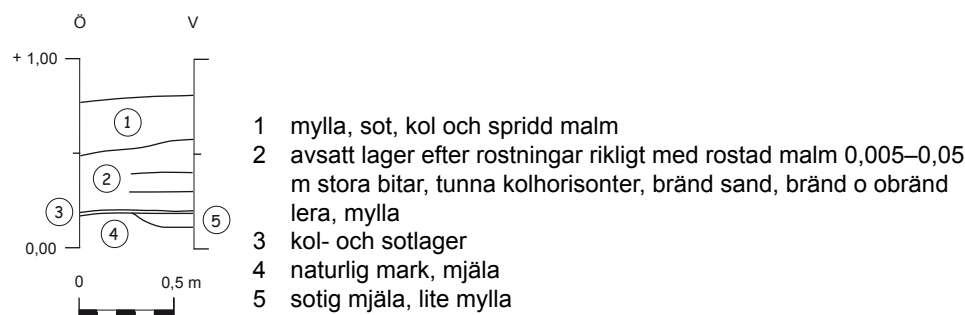 Ö V
+ 1,00
1
1 mylla, sot, kol och spridd malm
2 avsatt lager efter rostningar rikligt med rostad malm 0,005–0,05
m stora bitar, tunna kolhorisonter, bränd sand, bränd o obränd
lera, mylla
2
3
5
4
3 kol- och sotlager
0,00
4 naturlig mark, mjäla
0 0,5 m
5 sotig mjäla, lite mylla